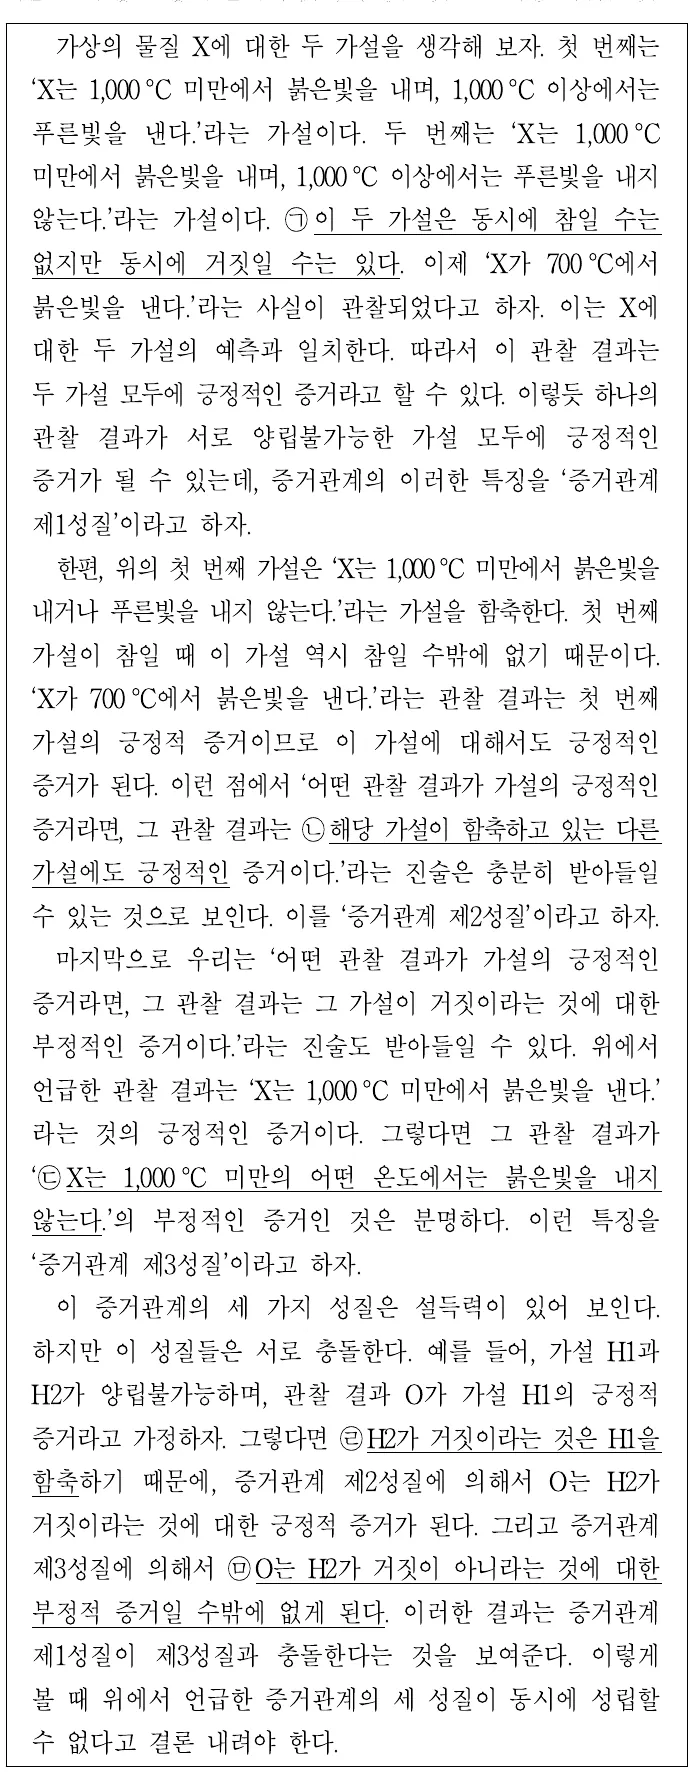 가상의 물질 X에 대한 두 가설을 생각해 보자. 첫 번째는
‘X는 1,000 ℃ 미만에서 붉은빛을 내며, 1,000 ℃ 이상에서는
푸른빛을 낸다.’라는 가설이다. 두 번째는 ‘X는 1,000 ℃
미만에서 붉은빛을 내며, 1,000 ℃ 이상에서는 푸른빛을 내지
않는다.’라는 가설이다. ㉠이 두 가설은 동시에 참일 수는
없지만 동시에 거짓일 수는 있다. 이제 ‘X가 700 ℃에서
붉은빛을 낸다.’라는 사실이 관찰되었다고 하자. 이는 X에
대한 두 가설의 예측과 일치한다. 따라서 이 관찰 결과는
두 가설 모두에 긍정적인 증거라고 할 수 있다. 이렇듯 하나의
관찰 결과가 서로 양립불가능한 가설 모두에 긍정적인
증거가 될 수 있는데, 증거관계의 이러한 특징을 ‘증거관계
제1성질’이라고 하자.
한편, 위의 첫 번째 가설은 ‘X는 1,000 ℃ 미만에서 붉은빛을
내거나 푸른빛을 내지 않는다.’라는 가설을 함축한다. 첫 번째
가설이 참일 때 이 가설 역시 참일 수밖에 없기 때문이다.
‘X가 700 ℃에서 붉은빛을 낸다.’라는 관찰 결과는 첫 번째
가설의 긍정적 증거이므로 이 가설에 대해서도 긍정적인
증거가 된다. 이런 점에서 ‘어떤 관찰 결과가 가설의 긍정적인
증거라면, 그 관찰 결과는 ㉡해당 가설이 함축하고 있는 다른
가설에도 긍정적인 증거이다.’라는 진술은 충분히 받아들일
수 있는 것으로 보인다. 이를 ‘증거관계 제2성질’이라고 하자.
마지막으로 우리는 ‘어떤 관찰 결과가 가설의 긍정적인
증거라면, 그 관찰 결과는 그 가설이 거짓이라는 것에 대한
부정적인 증거이다.’라는 진술도 받아들일 수 있다. 위에서
언급한 관찰 결과는 ‘X는 1,000 ℃ 미만에서 붉은빛을 낸다.’
라는 것의 긍정적인 증거이다. 그렇다면 그 관찰 결과가
‘㉢X는 1,000 ℃ 미만의 어떤 온도에서는 붉은빛을 내지
않는다.’의 부정적인 증거인 것은 분명하다. 이런 특징을
‘증거관계 제3성질’이라고 하자.
이 증거관계의 세 가지 성질은 설득력이 있어 보인다.
하지만 이 성질들은 서로 충돌한다. 예를 들어, 가설 H1과
H2가 양립불가능하며, 관찰 결과 O가 가설 H1의 긍정적
증거라고 가정하자. 그렇다면 ㉣H2가 거짓이라는 것은 H1을
함축하기 때문에, 증거관계 제2성질에 의해서 O는 H2가
거짓이라는 것에 대한 긍정적 증거가 된다. 그리고 증거관계
제3성질에 의해서 ㉤O는 H2가 거짓이 아니라는 것에 대한
부정적 증거일 수밖에 없게 된다. 이러한 결과는 증거관계
제1성질이 제3성질과 충돌한다는 것을 보여준다. 이렇게
볼 때 위에서 언급한 증거관계의 세 성질이 동시에 성립할
수 없다고 결론 내려야 한다.